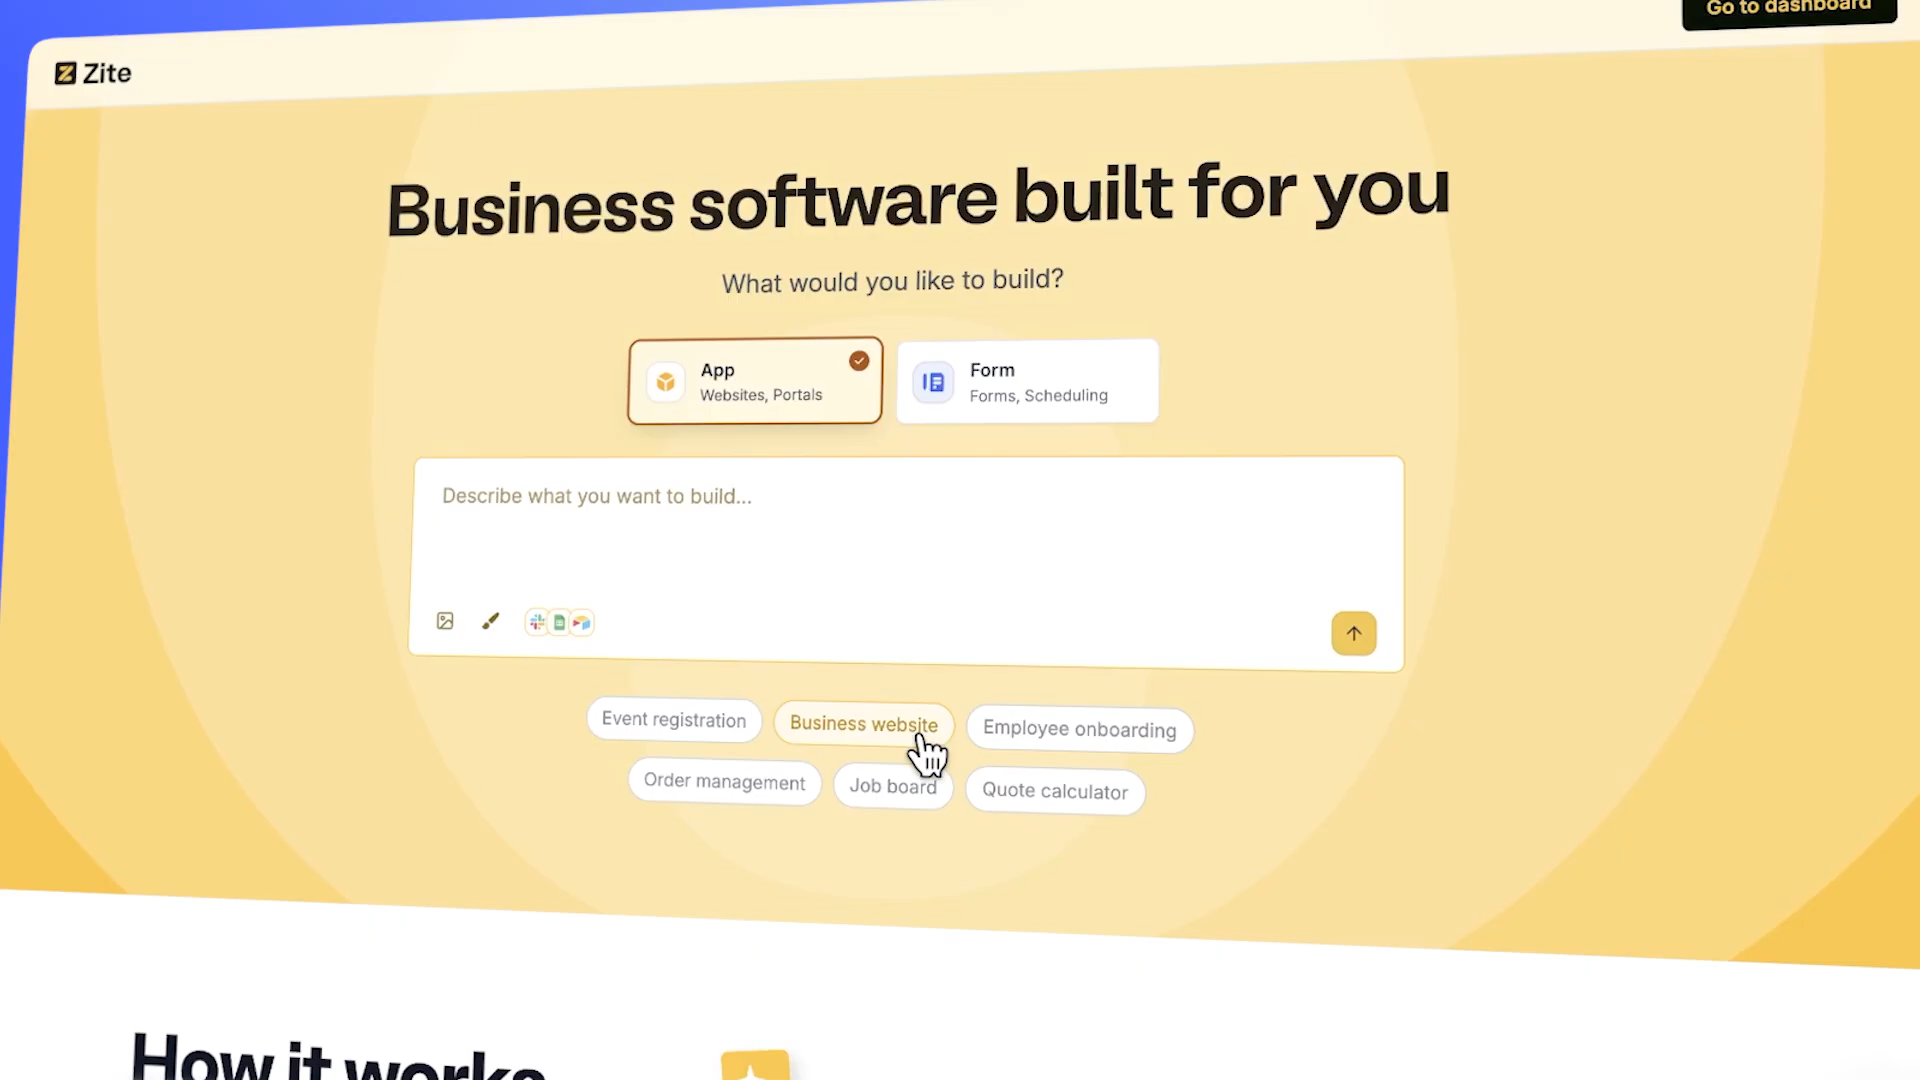 Go to dashboard
Zite
Business software built for you
What would you like to build?
App
Websites, Portals
Form
Forms, Scheduling
Describe what you want to build...
Event registration
Business website
Employee onboarding
Order management
Job board
Quote calculator
How it works